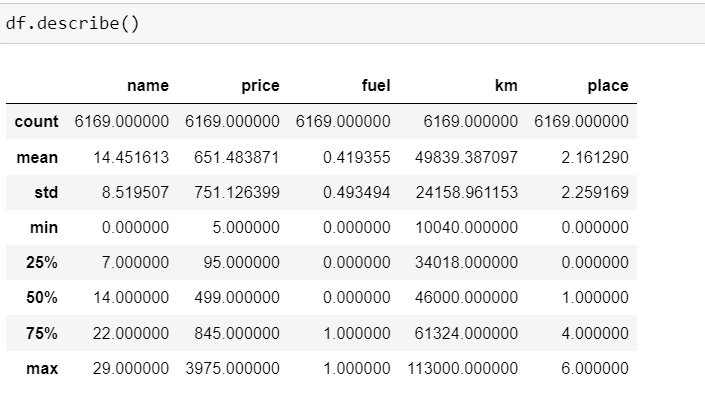 df.describe()
name price fuel km place
count 6169.000000 6169.000000 6169.000000 6169.000000 6169.000000
mean 14.451613 651.483871 0.419355 49839.387097 2.161290
std 8.519507 751.126399 0.493494 24158.961153 2.259169
min 0.000000 5.000000 0.000000 10040.000000 0.000000
25% 7.000000 95.000000 0.000000 34018.000000 0.000000
50% 14.000000 499.000000 0.000000 46000.000000 1.000000
75% 22.000000 845.000000 1.000000 61324.000000 4.000000
max 29.000000 3975.000000 1.000000 113000.000000 6.000000